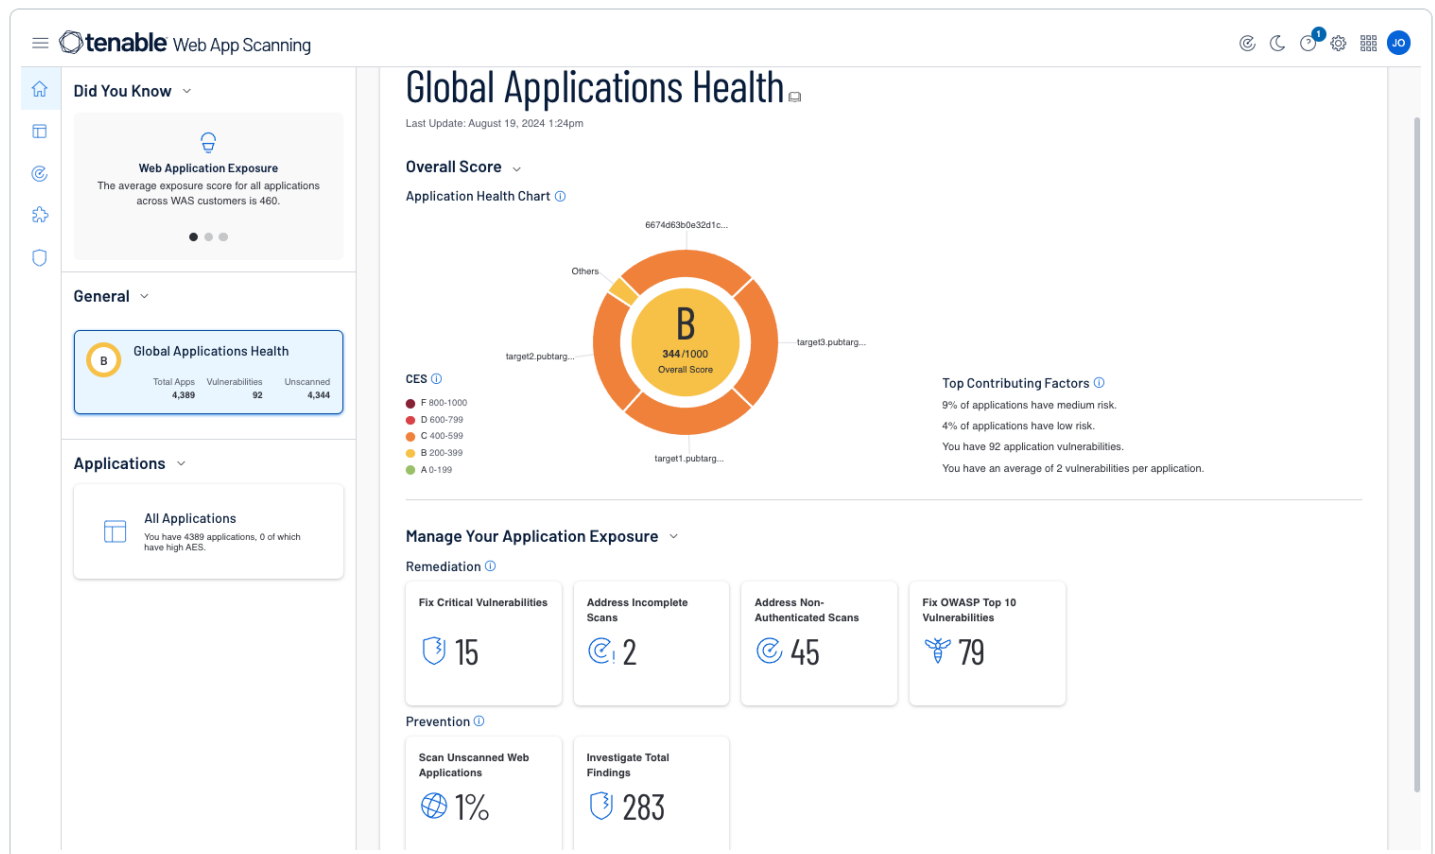 tenable Web App Scanning
1
JO
Did You Know
Web Application Exposure
The average exposure score for all applications
across WAS customers is 460.
General
B
Global Applications Health
Total Apps Vulnerabilities Unscanned
4,389 92 4,344
Applications
All Applications
You have 4389 applications, 0 of which
have high AES.
Global Applications Health
Last Update: August 19, 2024 1:24pm
Overall Score
Application Health Chart
6674d63b0e32d1c...
Others
target2.pubtarg...
target3.pubtarg...
target1.pubtarg...
B
344/1000
Overall Score
CES
F 800-1000
D 600-799
C 400-599
B 200-399
A 0-199
Top Contributing Factors
9% of applications have medium risk.
4% of applications have low risk.
You have 92 application vulnerabilities.
You have an average of 2 vulnerabilities per application.
Manage Your Application Exposure
Remediation
Fix Critical Vulnerabilities
15
Address Incomplete
Scans
2
Address Non-
Authenticated Scans
45
Fix OWASP Top 10
Vulnerabilities
79
Prevention
Scan Unscanned Web
Applications
1%
Investigate Total
Findings
283